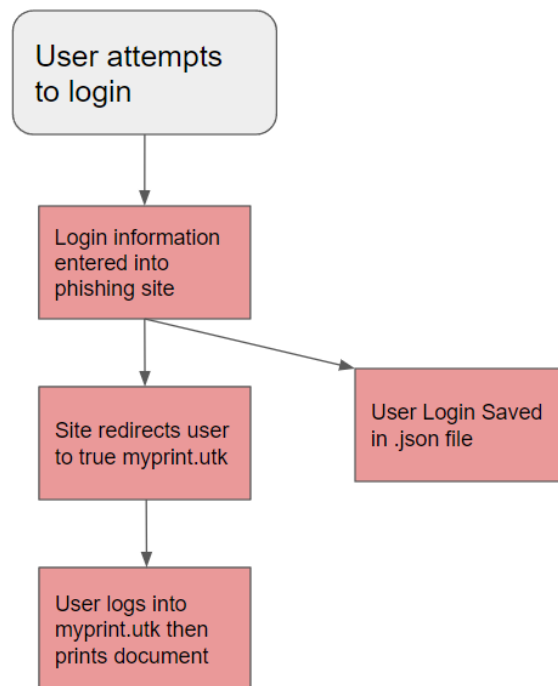 User attempts
to login
Login information
entered into
phishing site
Site redirects user
to true myprint.utk
User Login Saved
in .json file
User logs into
myprint.utk then
prints document